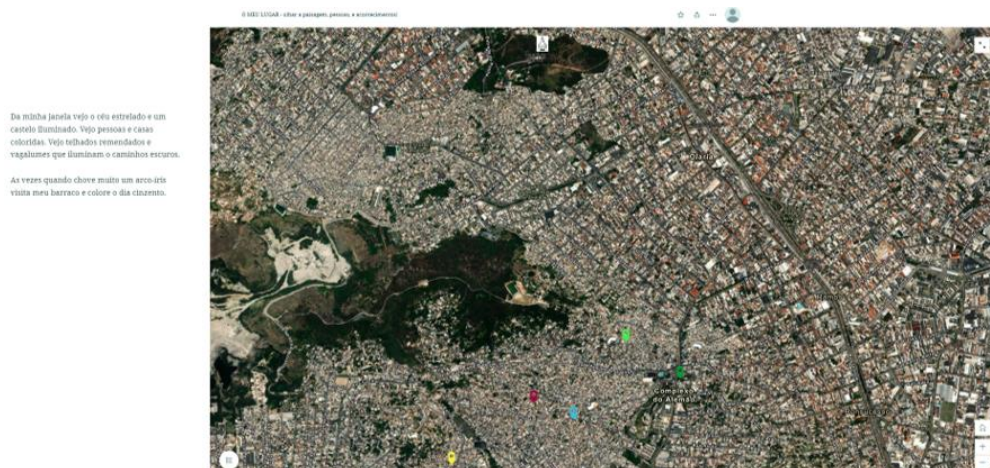 O MEU LUGAR - olhar a paisagem, pessoas, e acontecimentos!
Da minha janela vejo o céu estrelado e um
castelo iluminado. Vejo pessoas e casas
coloridas. Vejo telhados remendados e
vagalumes que iluminam o caminhos escuros.
As vezes quando chove muito um arco-íris
visita meu barraco e colore o dia cinzento.
Olaria
Complexo
do Alemão